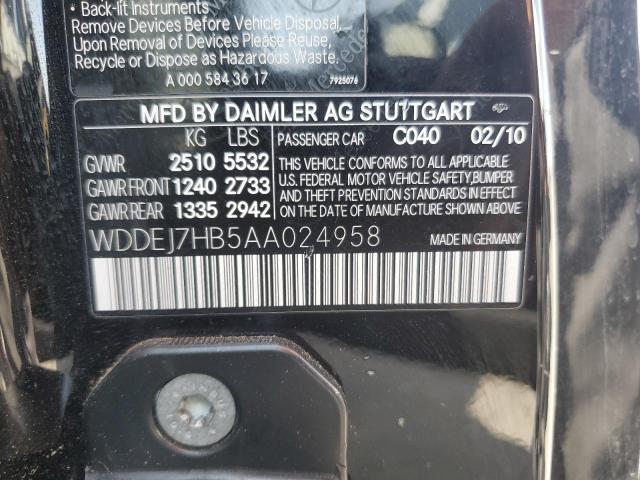 * Back-lit Instruments
Remove Devices Before Vehicle Disposal,
Upon Removal of Devices Please Reuse,
Recycle or Dispose as Hazardous Waste.
A 000 584 36 17 7925076
MFD BY DAIMLER AG STUTTGART
KG LBS PASSENGER CAR C040 02/10
GVWR 2510 5532 THIS VEHICLE CONFORMS TO ALL APPLICABLE
GAWR FRONT 1240 2733 U.S. FEDERAL MOTOR VEHICLE SAFETY, BUMPER
GAWR REAR 1335 2942 AND THEFT PREVENTION STANDARDS IN EFFECT
ON THE DATE OF MANUFACTURE SHOWN ABOVE.
WDDEJ7HB5AA024958 MADE IN GERMANY